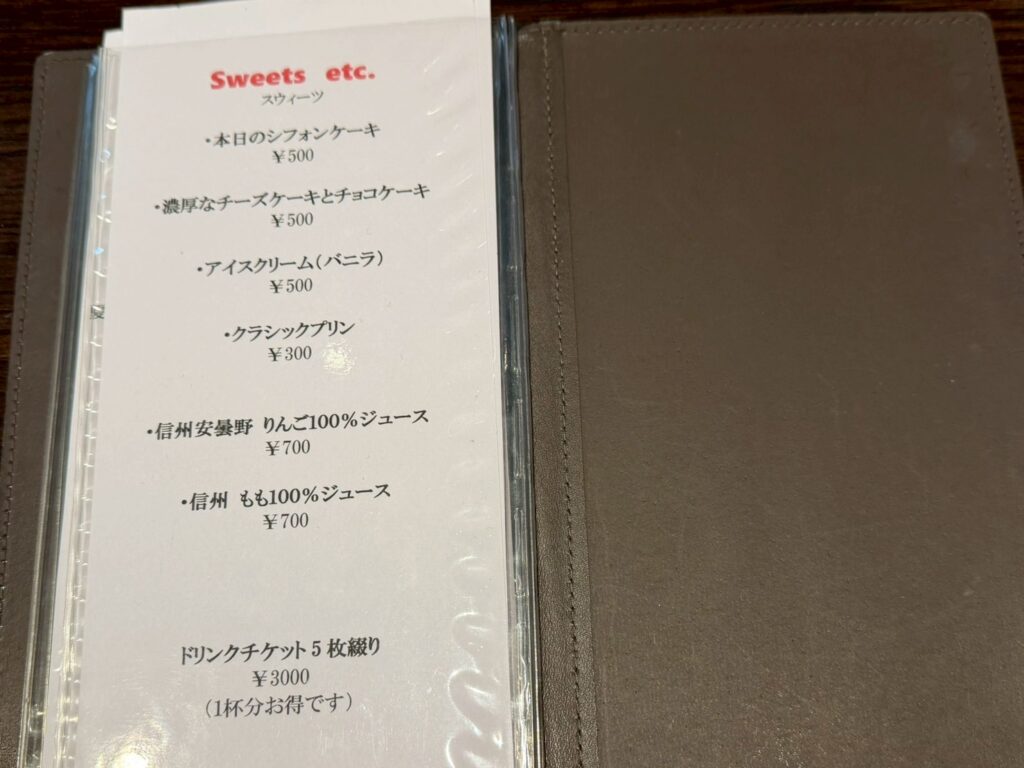 Sweets etc.
スウィーツ
・本日のシフォンケーキ
￥500
・濃厚なチーズケーキとチョコケーキ
￥500
・アイスクリーム（バニラ）
￥500
・クラシックプリン
￥300
・信州安曇野 りんご100%ジュース
￥700
・信州 もも100%ジュース
￥700
ドリンクチケット5枚綴り
￥3000
（1杯分お得です）